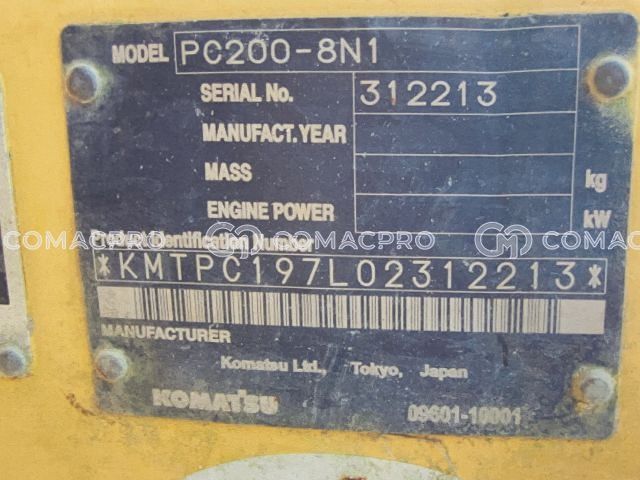 MODEL PC200-8N1
SERIAL No. 312213
MANUFACT. YEAR
MASS kg
ENGINE POWER kW
Product Identification Number
COMACPRO COMACPRO COMACPRO
*KMTPC197L02312213*
MANUFACTURER
Komatsu Ltd., Tokyo, Japan
KOMATSU 09601-10001